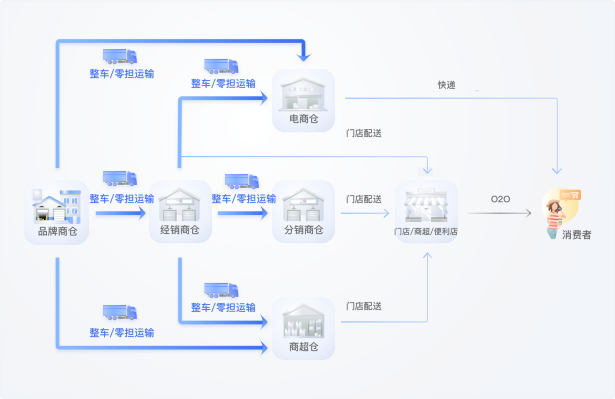 整车/零担运输
整车/零担运输
快递
电商仓
门店配送
整车/零担运输
整车/零担运输
门店配送
O2O
品牌商仓
经销商仓
分销商仓
门店/商超/便利店
消费者
整车/零担运输
门店配送
整车/零担运输
商超仓